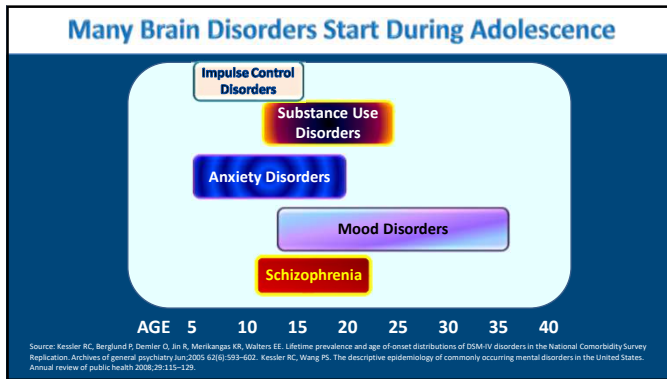 Many Brain Disorders Start During Adolescence
Impulse Control
Disorders
Substance Use
Disorders
Anxiety Disorders
Mood Disorders
Schizophrenia
AGE 5 10 15 20 25 30 35 40
Source: Kessler RC, Berglund P, Demler O, Jin R, Merikangas KR, Walters EE. Lifetime prevalence and age-of-onset distributions of DSM-IV disorders in the National Comorbidity Survey
Replication. Archives of general psychiatry Jun;2005 62(6):593–602. Kessler RC, Wang PS. The descriptive epidemiology of commonly occurring mental disorders in the United States.
Annual review of public health 2008;29:115–129.